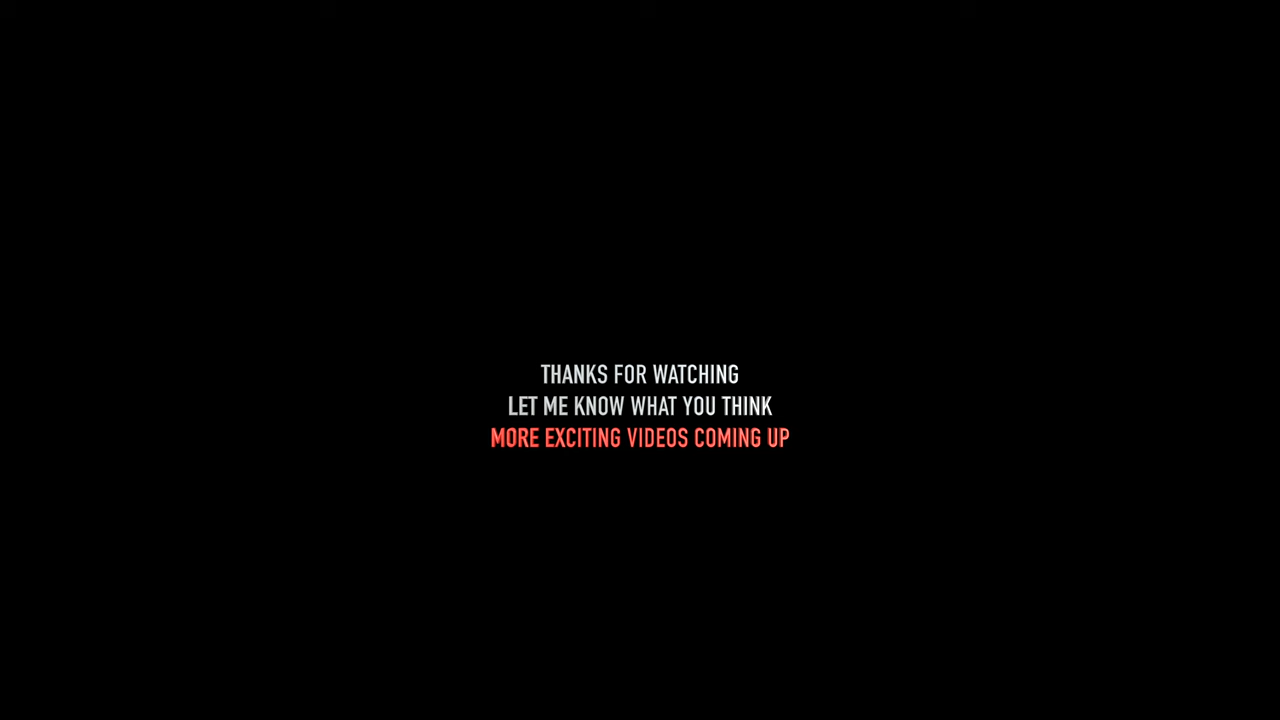 THANKS FOR WATCHING
LET ME KNOW WHAT YOU THINK
MORE EXCITING VIDEOS COMING UP